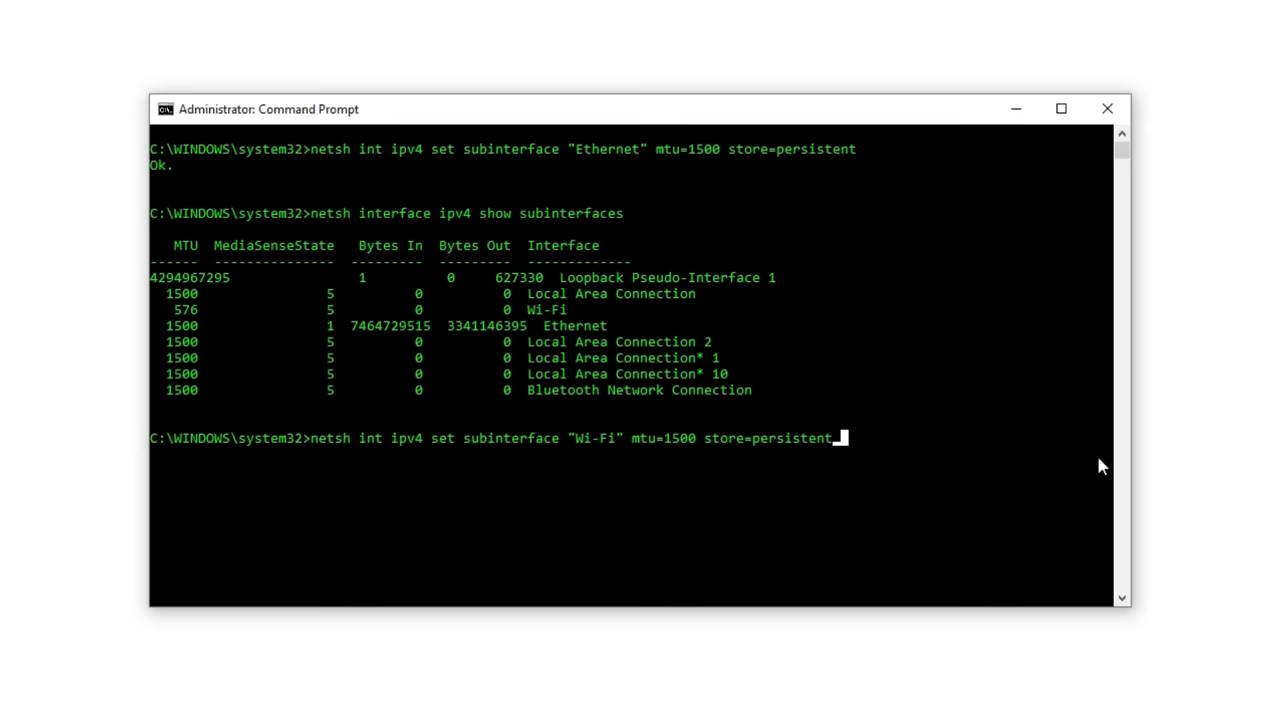 Administrator: Command Prompt
C:\WINDOWS\system32>netsh int ipv4 set subinterface "Ethernet" mtu=1500 store=persistent
Ok.
C:\WINDOWS\system32>netsh interface ipv4 show subinterfaces
MTU MediaSenseState Bytes In Bytes Out Interface
------ --------------- --------- --------- -------------
4294967295 1 0 627330 Loopback Pseudo-Interface 1
1500 5 0 0 Local Area Connection
576 5 0 0 Wi-Fi
1500 1 7464729515 3341146395 Ethernet
1500 5 0 0 Local Area Connection 2
1500 5 0 0 Local Area Connection* 1
1500 5 0 0 Local Area Connection* 10
1500 5 0 0 Bluetooth Network Connection
C:\WINDOWS\system32>netsh int ipv4 set subinterface "Wi-Fi" mtu=1500 store=persistent